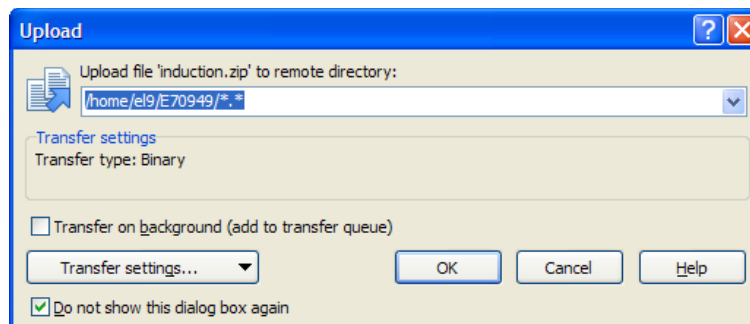 Upload
Upload file 'induction.zip' to remote directory:
/home/el9/E70949/*.*
Transfer settings
Transfer type: Binary
Transfer on background (add to transfer queue)
Transfer settings...
OK
Cancel
Help
Do not show this dialog box again